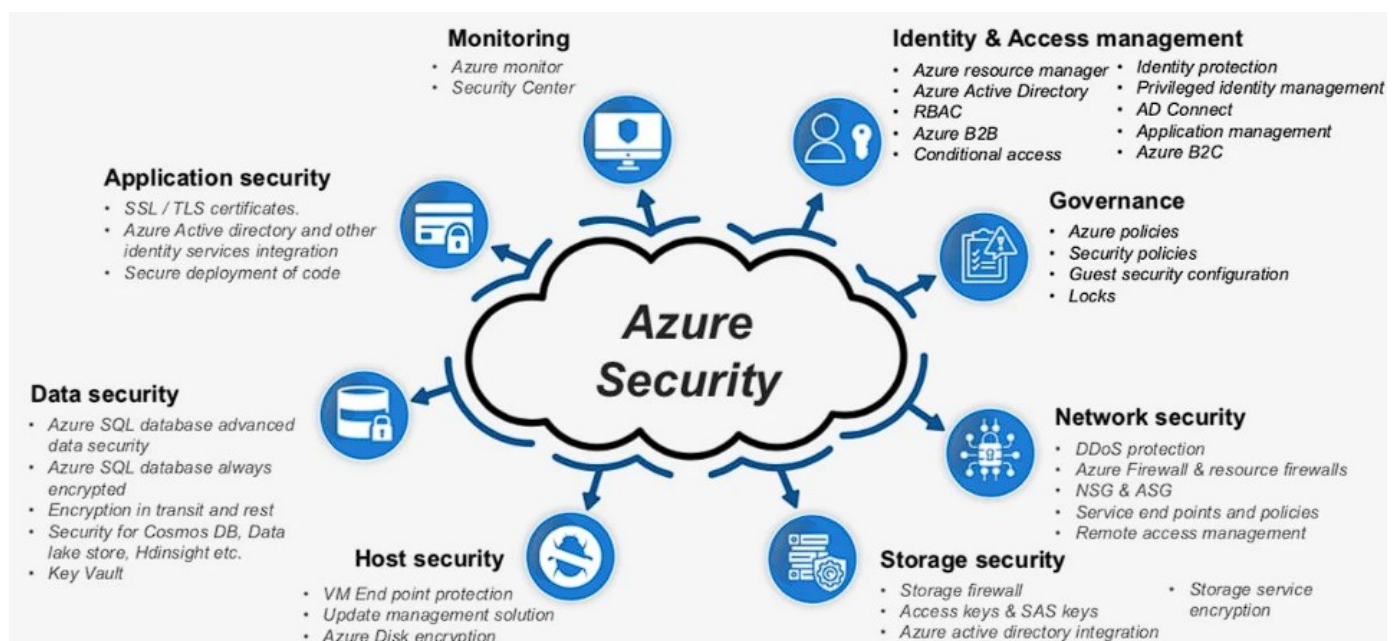 Monitoring
• Azure monitor
• Security Center
Identity & Access management
• Azure resource manager
• Azure Active Directory
• RBAC
• Azure B2B
• Conditional access
• Identity protection
• Privileged identity management
• AD Connect
• Application management
• Azure B2C
Application security
• SSL / TLS certificates.
• Azure Active directory and other
identity services integration
• Secure deployment of code
Governance
• Azure policies
• Security policies
• Guest security configuration
• Locks
Azure
Security
Data security
• Azure SQL database advanced
data security
• Azure SQL database always
encrypted
• Encryption in transit and rest
• Security for Cosmos DB, Data
lake store, Hdinsight etc.
• Key Vault
Network security
• DDoS protection
• Azure Firewall & resource firewalls
• NSG & ASG
• Service end points and policies
• Remote access management
Host security
• VM End point protection
• Update management solution
• Azure Disk encryption
Storage security
• Storage firewall
• Access keys & SAS keys
• Azure active directory integration
• Storage service
encryption